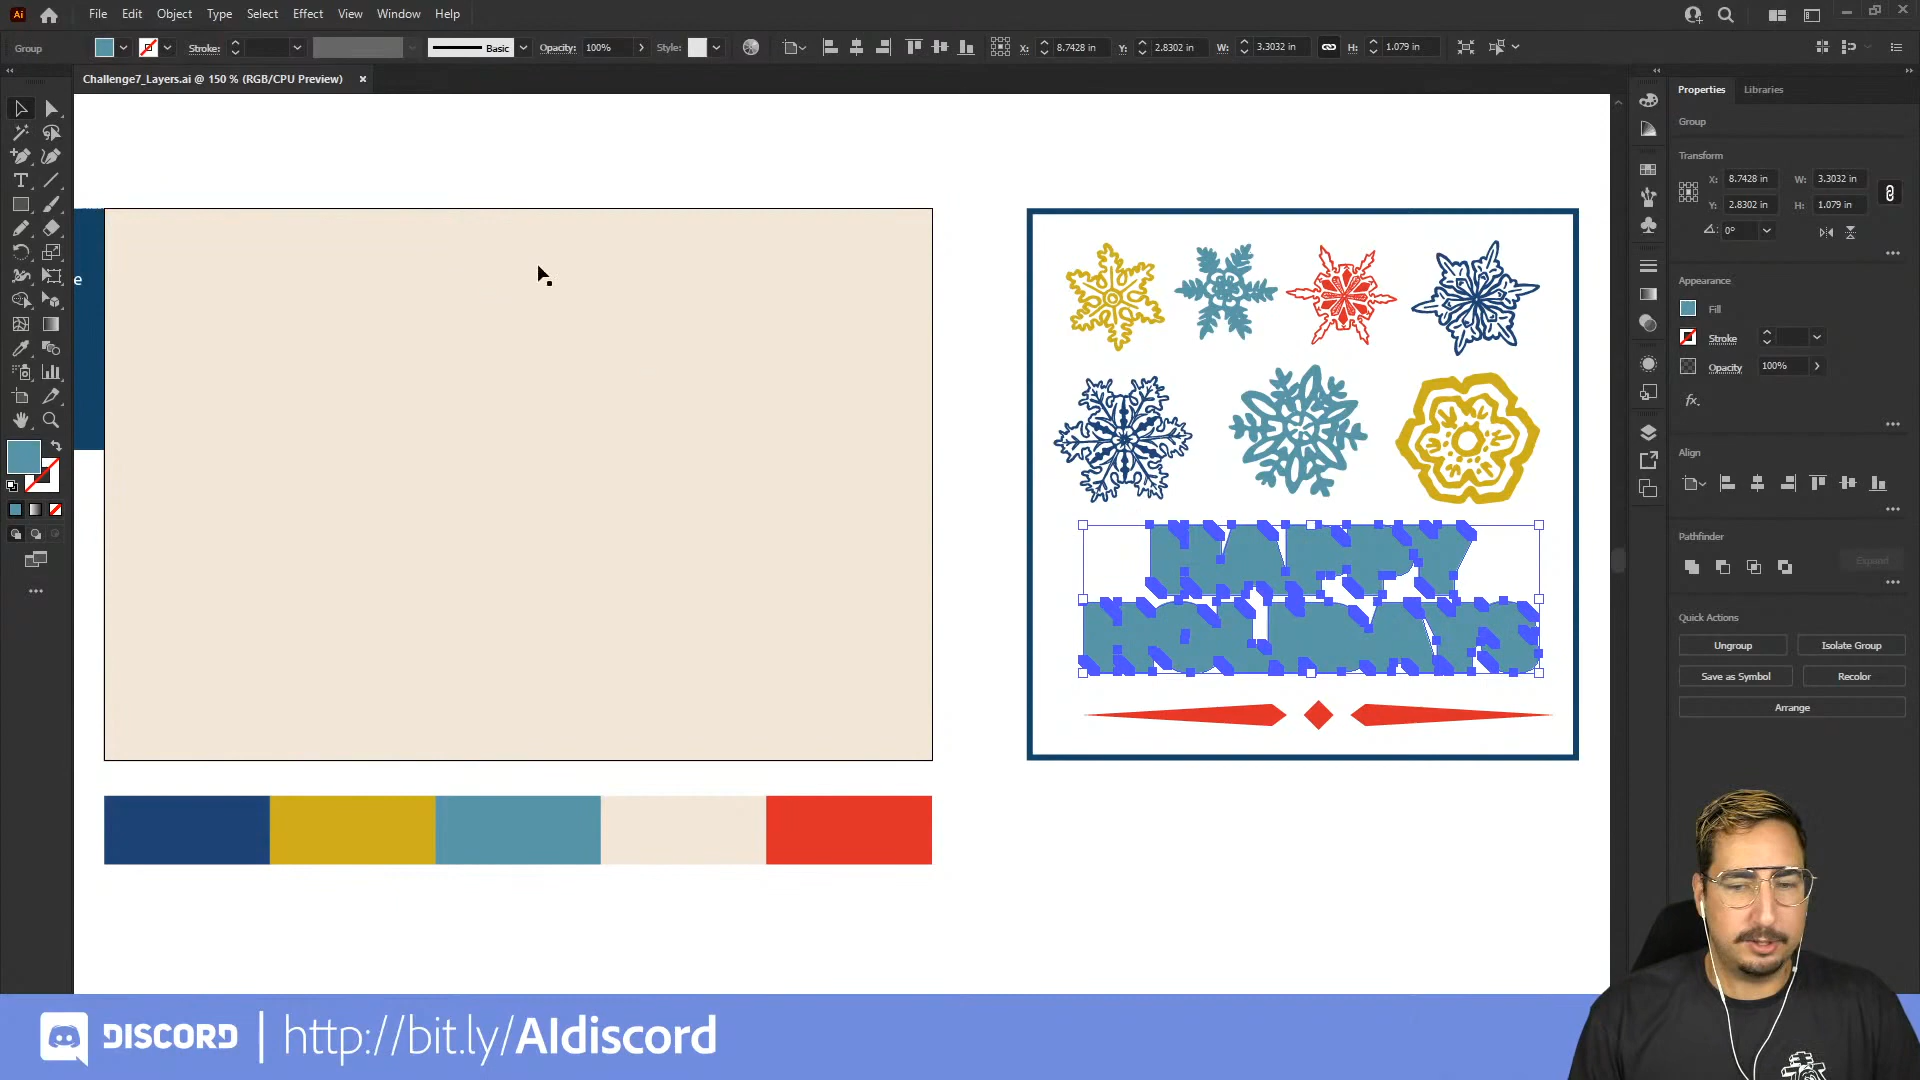 Ai File Edit Object Type Select Effect View Window Help
Group Stroke: Basic Opacity: 100% Style: X: 8.7428 in Y: 2.8302 in W: 3.3032 in H: 1.079 in
Challenge7_Layers.ai @ 150 % (RGB/CPU Preview) ×
Properties Libraries
Group
Transform
X: 8.7428 in W: 3.3032 in
Y: 2.8302 in H: 1.079 in
0°
Appearance
Fill
Stroke
Opacity 100%
fx.
Align
Pathfinder
Expand
Quick Actions
Ungroup Isolate Group
Save as Symbol Recolor
Arrange
e
DISCORD | http://bit.ly/AIdiscord